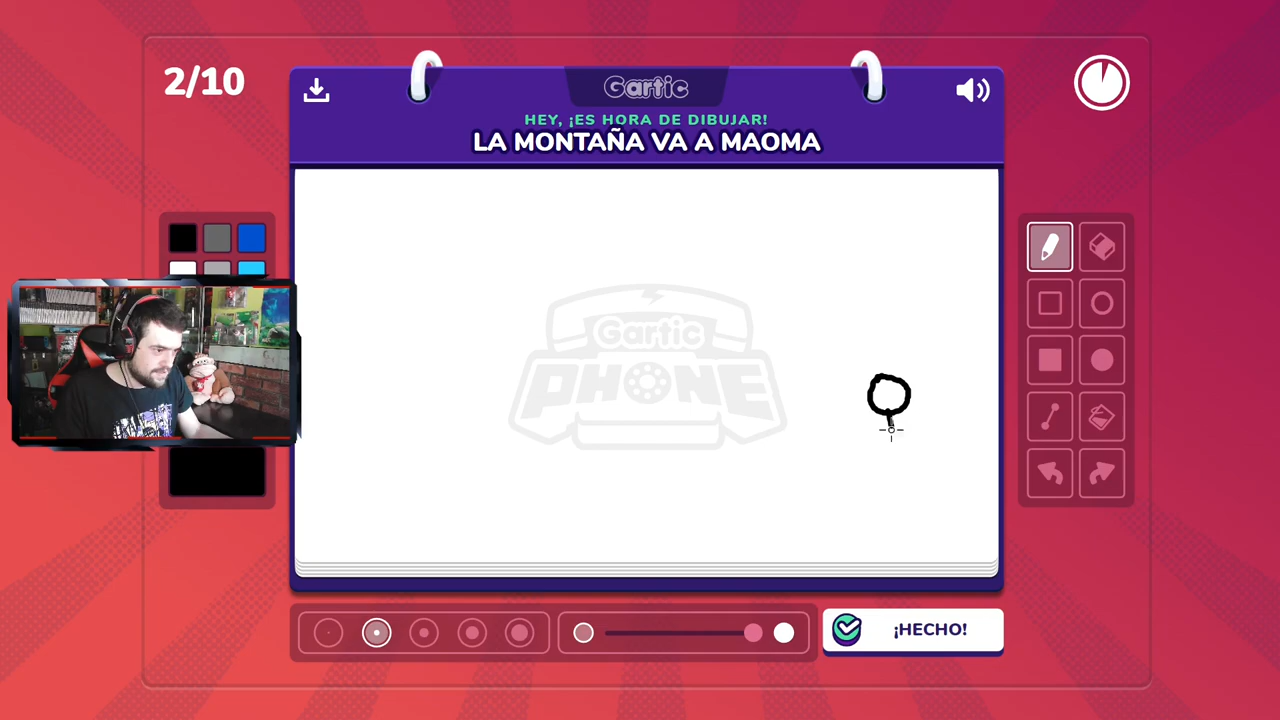 2/10
Gartic
HEY, ¡ES HORA DE DIBUJAR!
LA MONTAÑA VA A MAOMA
Gartic
PHONE
¡HECHO!